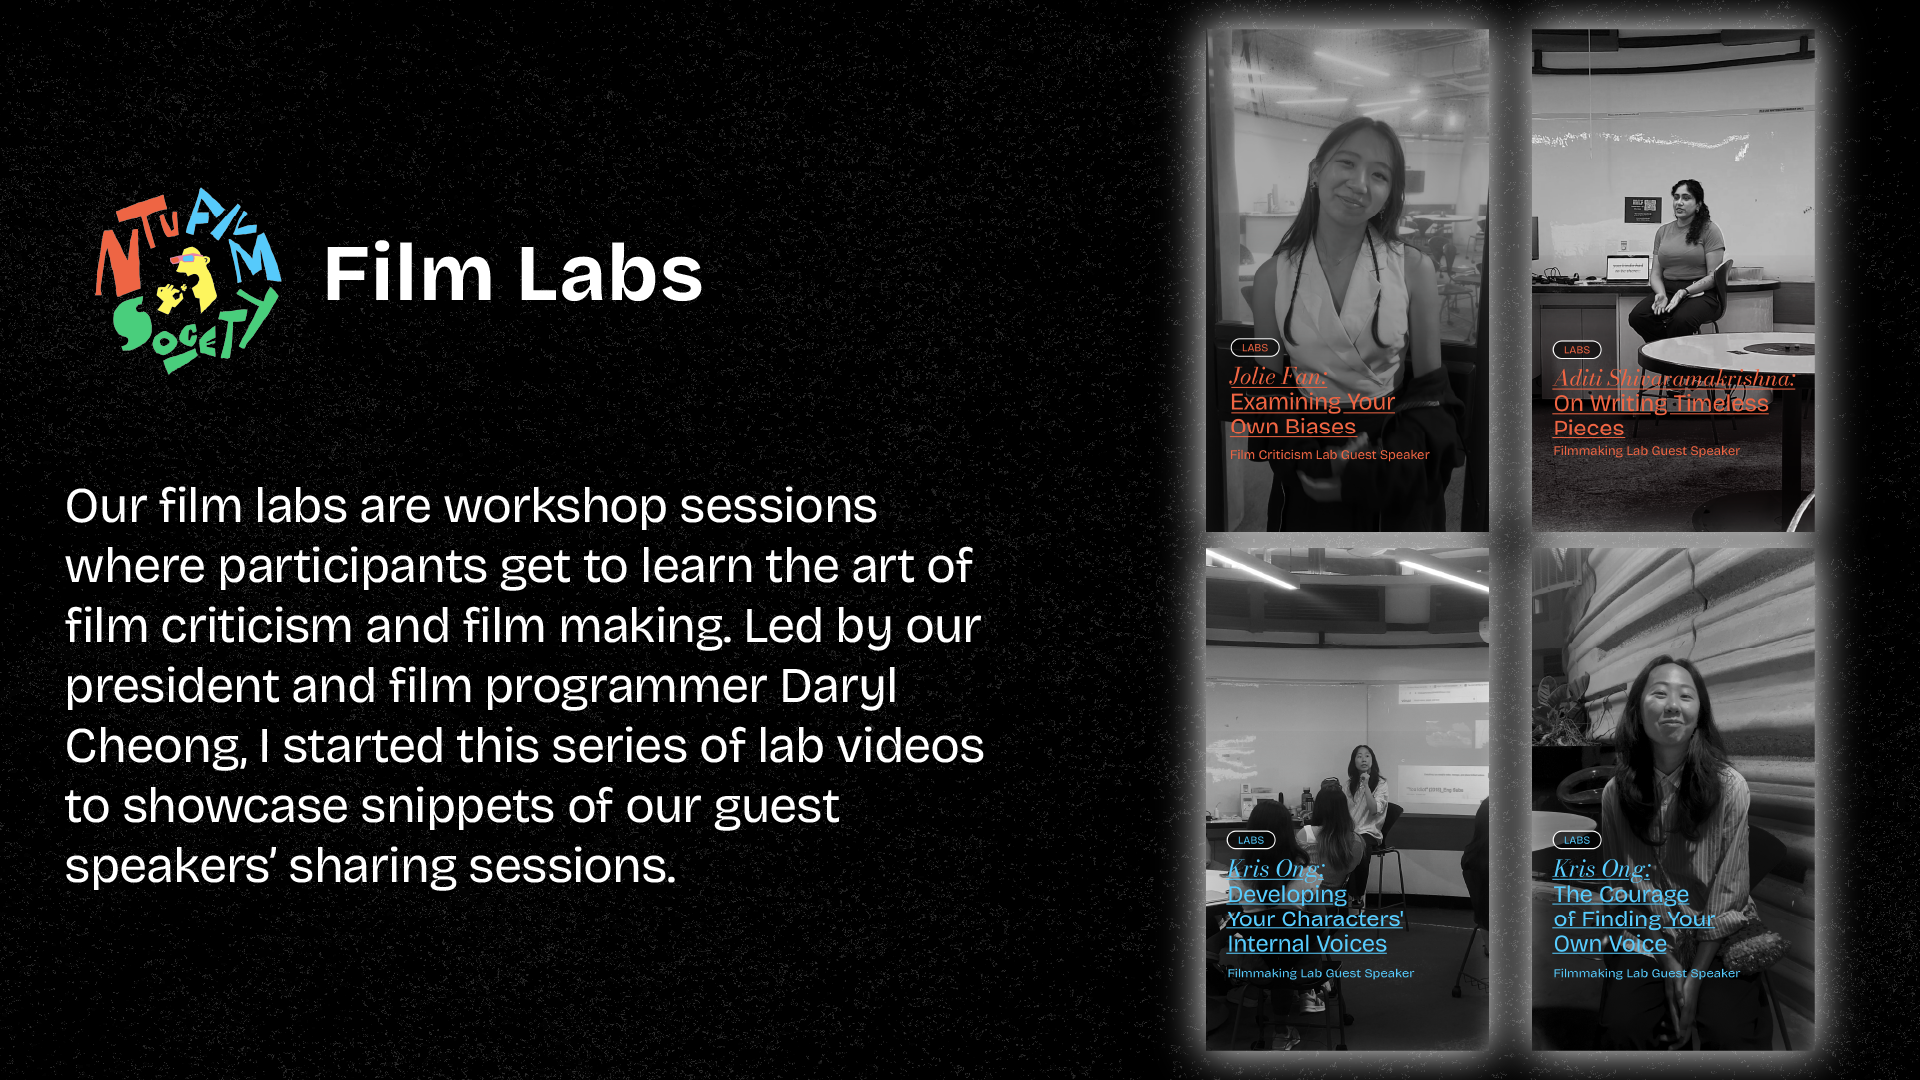 NTU FILM
SOCIETY
Film Labs
Our film labs are workshop sessions
where participants get to learn the art of
film criticism and film making. Led by our
president and film programmer Daryl
Cheong, I started this series of lab videos
to showcase snippets of our guest
speakers’ sharing sessions.
LABS
Jolie Fan:
Examining Your
Own Biases
Film Criticism Lab Guest Speaker
LABS
Aditi Shivaramakrishna:
On Writing Timeless
Pieces
Filmmaking Lab Guest Speaker
LABS
Kris Ong:
Developing
Your Characters'
Internal Voices
Filmmaking Lab Guest Speaker
LABS
Kris Ong:
The Courage
of Finding Your
Own Voice
Filmmaking Lab Guest Speaker